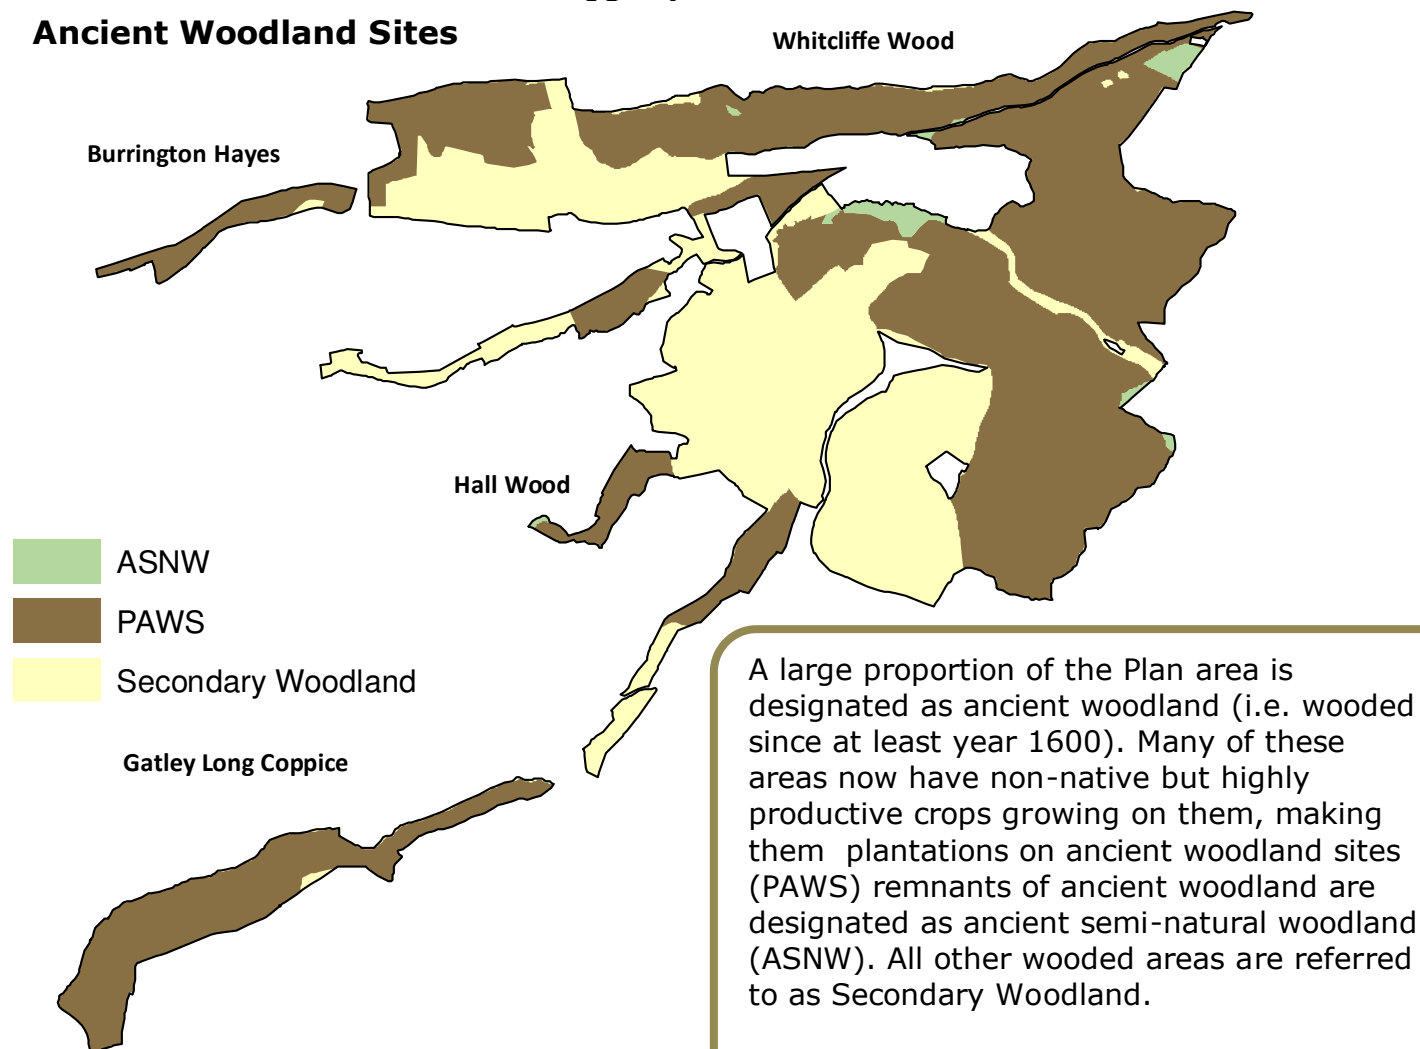 Ancient Woodland Sites
Whitcliffe Wood
Burrington Hayes
Hall Wood
ASNW
PAWS
Secondary Woodland
Gatley Long Coppice
A large proportion of the Plan area is
designated as ancient woodland (i.e. wooded
since at least year 1600). Many of these
areas now have non-native but highly
productive crops growing on them, making
them  plantations on ancient woodland sites
(PAWS) remnants of ancient woodland are
designated as ancient semi-natural woodland
(ASNW). All other wooded areas are referred
to as Secondary Woodland.